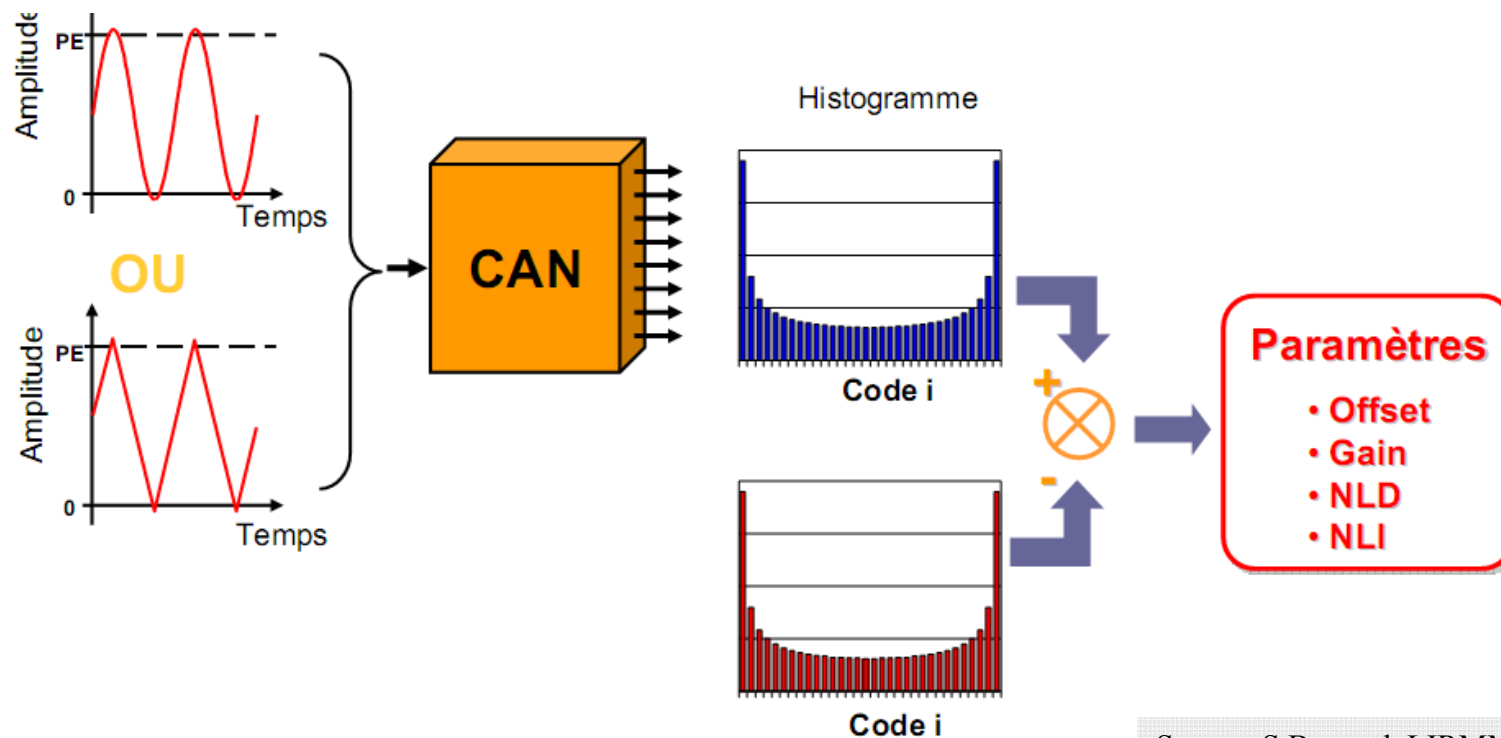 Amplitude
PE
0
Temps
OU
Amplitude
PE
0
Temps
CAN
Histogramme
Code i
+
-
Code i
Paramètres
• Offset
• Gain
• NLD
• NLI